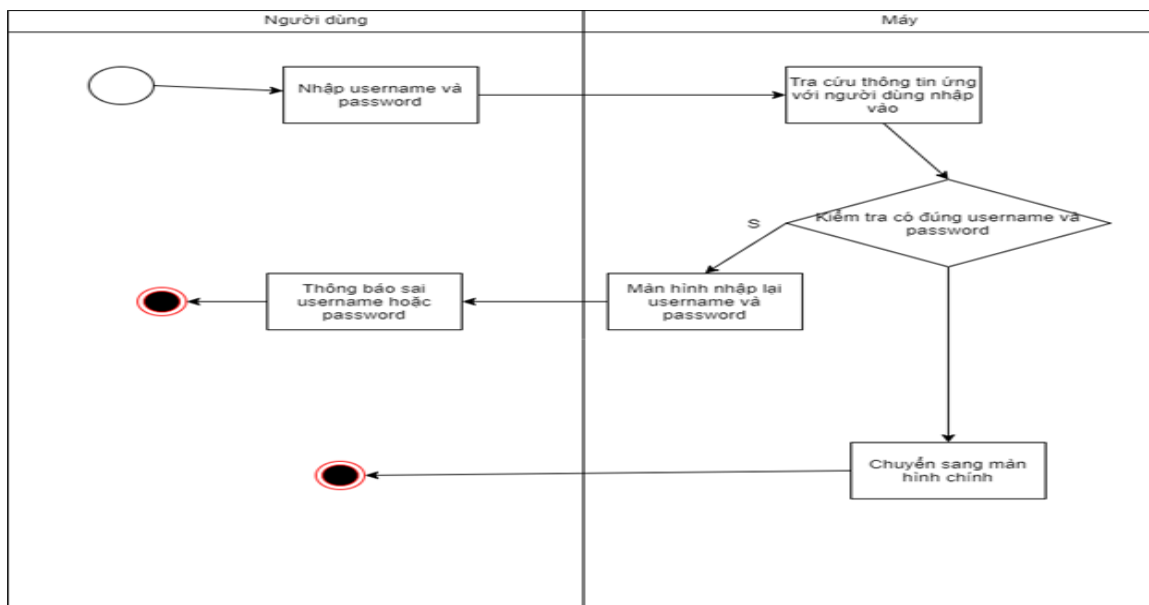 Người dùng
Máy
Nhập username và
password
Tra cứu thông tin ứng
với người dùng nhập
vào
Kiểm tra có đúng username và
password
S
Thông báo sai
username hoặc
password
Màn hình nhập lại
username và
password
Chuyển sang màn
hình chính